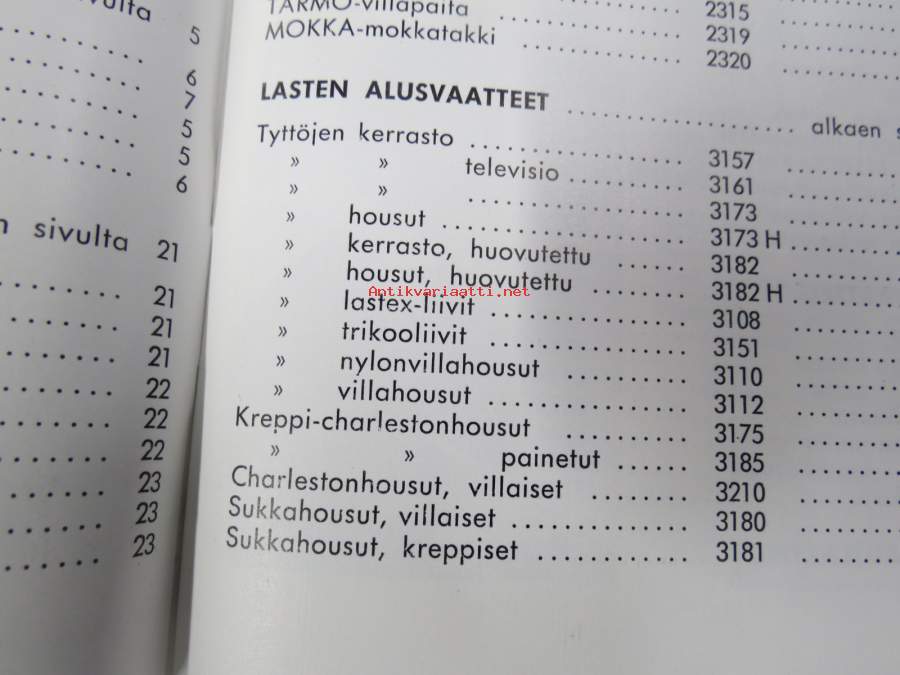 sivulta
5
6
7
5
5
6
sivulta 21
21
21
21
22
22
22
23
23
23
TARMO-villapaita ........ 2315
MOKKA-mokkatakki ........ 2319
........ 2320
LASTEN ALUSVAATTEET ........ alkaen
Tyttöjen kerrasto ........ 3157
» » televisio ........ 3161
» » ........ 3173
» housut ........ 3173 H
» kerrasto, huovutettu ........ 3182
» housut, huovutettu ........ 3182 H
Antikvariaatti.net
» lastex-liivit ........ 3108
» trikooliivit ........ 3151
» nylonvillahousut ........ 3110
» villahousut ........ 3112
Kreppi-charlestonhousut ........ 3175
» » painetut ........ 3185
Charlestonhousut, villaiset ........ 3210
Sukkahousut, villaiset ........ 3180
Sukkahousut, kreppiset ........ 3181